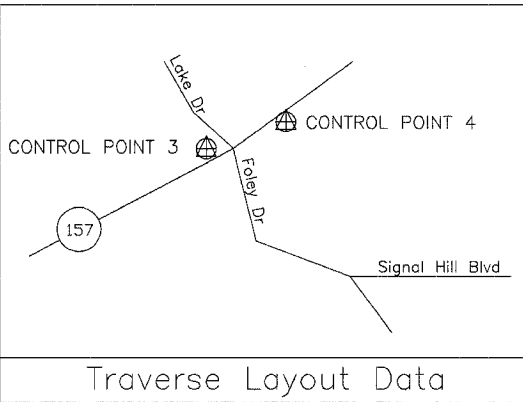 Lake Dr
CONTROL POINT 4
CONTROL POINT 3
Foley Dr
157
Signal Hill Blvd
Traverse Layout Data